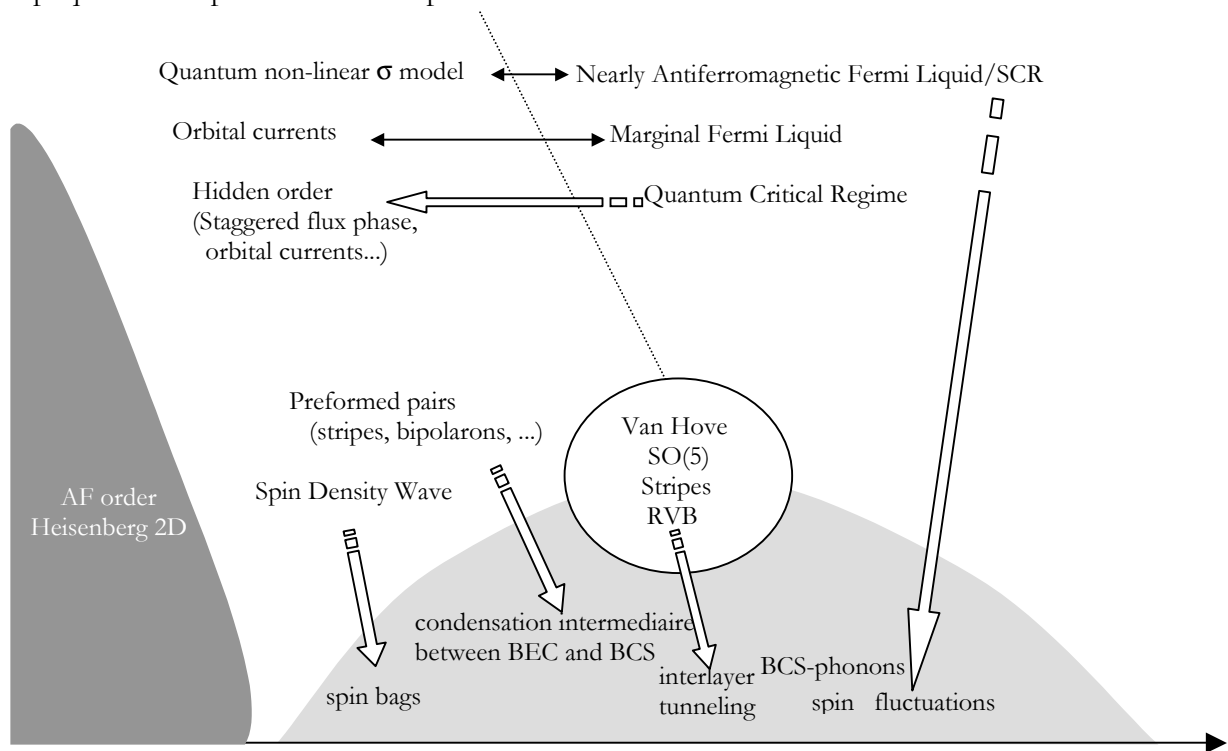 Quantum non-linear σ model
Nearly Antiferromagnetic Fermi Liquid/SCR
Orbital currents
Marginal Fermi Liquid
Hidden order
(Staggered flux phase,
orbital currents...)
Quantum Critical Regime
Preformed pairs
(stripes, bipolarons, ...)
Van Hove
SO(5)
Stripes
RVB
Spin Density Wave
AF order
Heisenberg 2D
condensation intermediaire
between BEC and BCS
spin bags
interlayer
tunneling
BCS-phonons
spin fluctuations